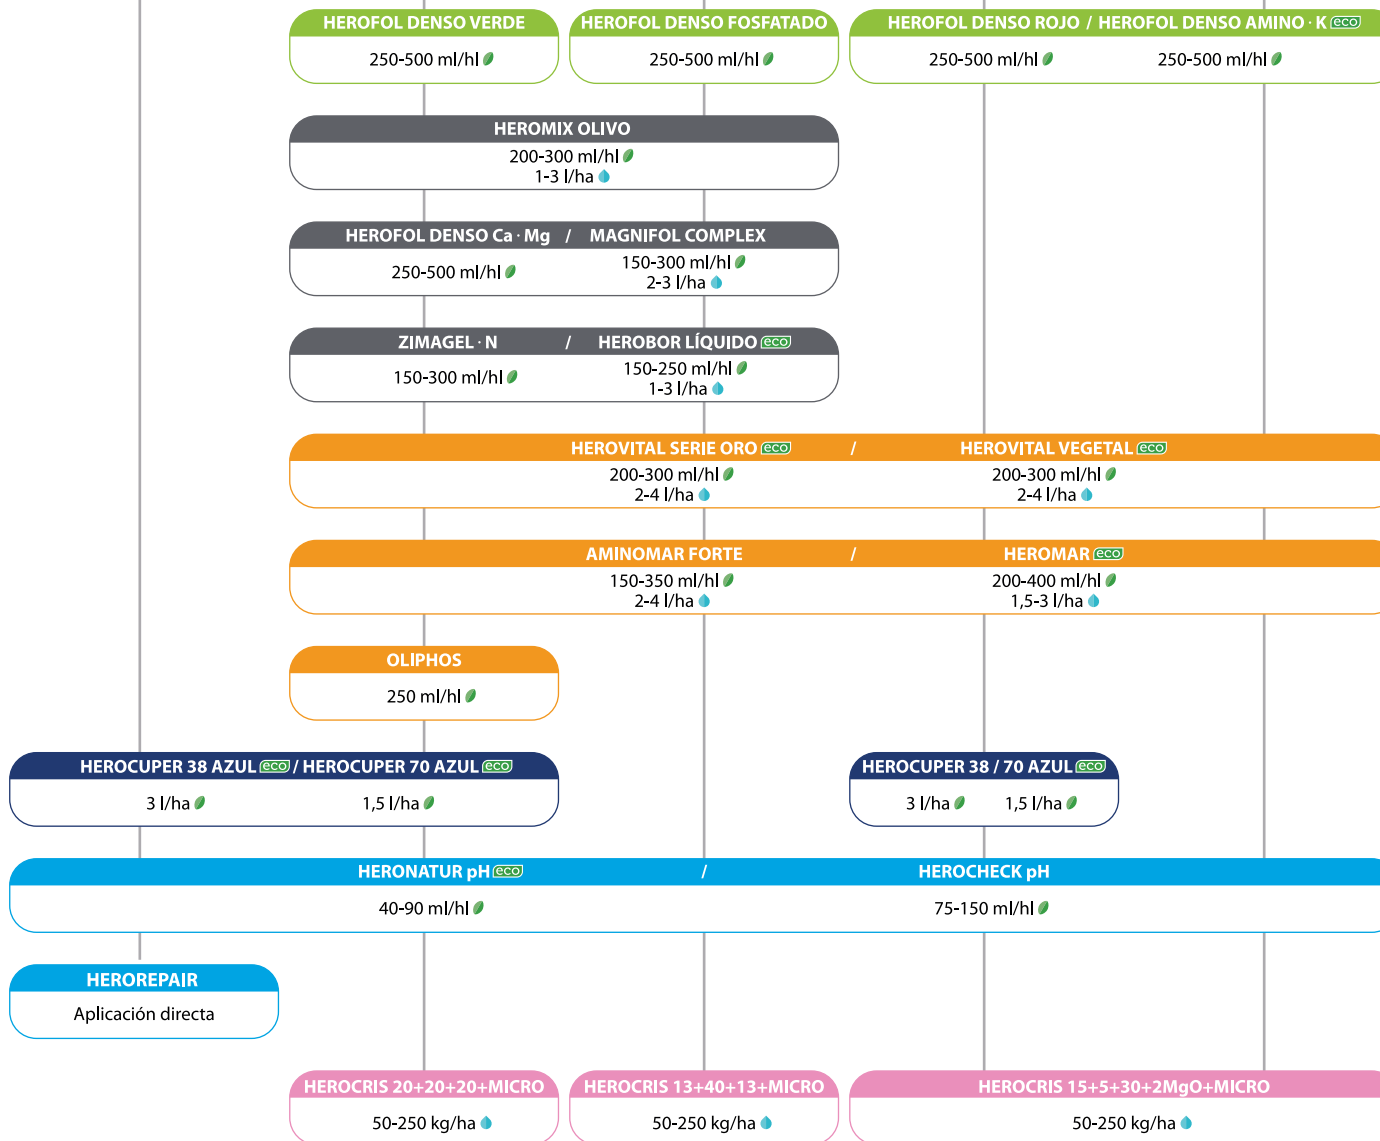 HEROFOL DENSO VERDE
250-500 ml/hl
HEROFOL DENSO FOSFATADO
250-500 ml/hl
HEROFOL DENSO ROJO / HEROFOL DENSO AMINO · K eco
250-500 ml/hl 250-500 ml/hl
HEROMIX OLIVO
200-300 ml/hl
1-3 l/ha
HEROFOL DENSO Ca · Mg / MAGNIFOL COMPLEX
250-500 ml/hl
150-300 ml/hl
2-3 l/ha
ZIMAGEL · N / HEROBOR LÍQUIDO eco
150-300 ml/hl
150-250 ml/hl
1-3 l/ha
HEROVITAL SERIE ORO eco / HEROVITAL VEGETAL eco
200-300 ml/hl 200-300 ml/hl
2-4 l/ha 2-4 l/ha
AMINOMAR FORTE / HEROMAR eco
150-350 ml/hl 200-400 ml/hl
2-4 l/ha 1,5-3 l/ha
OLIPHOS
250 ml/hl
HEROCUPER 38 AZUL eco / HEROCUPER 70 AZUL eco
3 l/ha 1,5 l/ha
HEROCUPER 38 / 70 AZUL eco
3 l/ha 1,5 l/ha
HERONATUR pH eco / HEROCHECK pH
40-90 ml/hl 75-150 ml/hl
HEROREPAIR
Aplicación directa
HEROCRIS 20+20+20+MICRO
50-250 kg/ha
HEROCRIS 13+40+13+MICRO
50-250 kg/ha
HEROCRIS 15+5+30+2MgO+MICRO
50-250 kg/ha